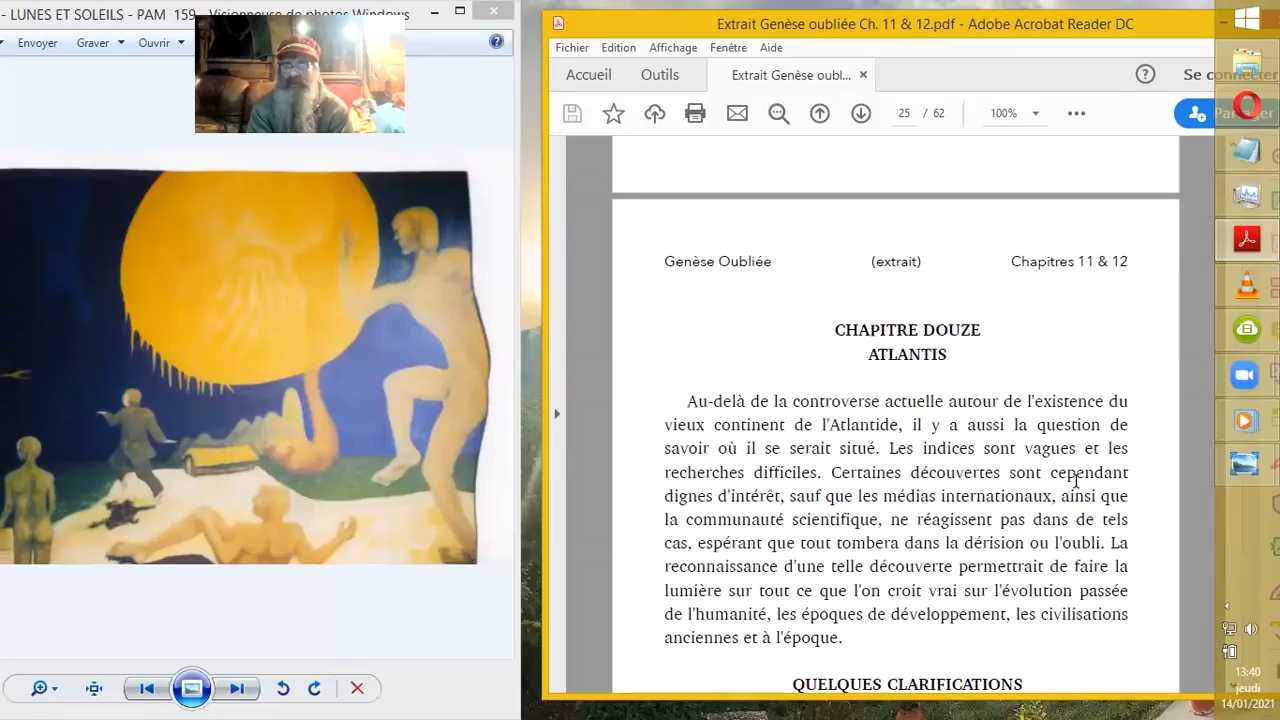 LUNES ET SOLEILS - PAM 159 - Visionneuse de photos Windows
Envoyer Graver Ouvrir
Extrait Genèse oubliée Ch. 11 & 12.pdf - Adobe Acrobat Reader DC
Fichier Edition Affichage Fenêtre Aide
Accueil Outils Extrait Genèse oubl... Se connecter
25 / 62 100%
Partager
Genèse Oubliée (extrait) Chapitres 11 & 12
CHAPITRE DOUZE
ATLANTIS
Au-delà de la controverse actuelle autour de l'existence du
vieux continent de l'Atlantide, il y a aussi la question de
savoir où il se serait situé. Les indices sont vagues et les
recherches difficiles. Certaines découvertes sont cependant
dignes d'intérêt, sauf que les médias internationaux, ainsi que
la communauté scientifique, ne réagissent pas dans de tels
cas, espérant que tout tombera dans la dérision ou l'oubli. La
reconnaissance d'une telle découverte permettrait de faire la
lumière sur tout ce que l'on croit vrai sur l'évolution passée
de l'humanité, les époques de développement, les civilisations
anciennes et à l'époque.
QUELQUES CLARIFICATIONS
13:40
jeudi
14/01/2021